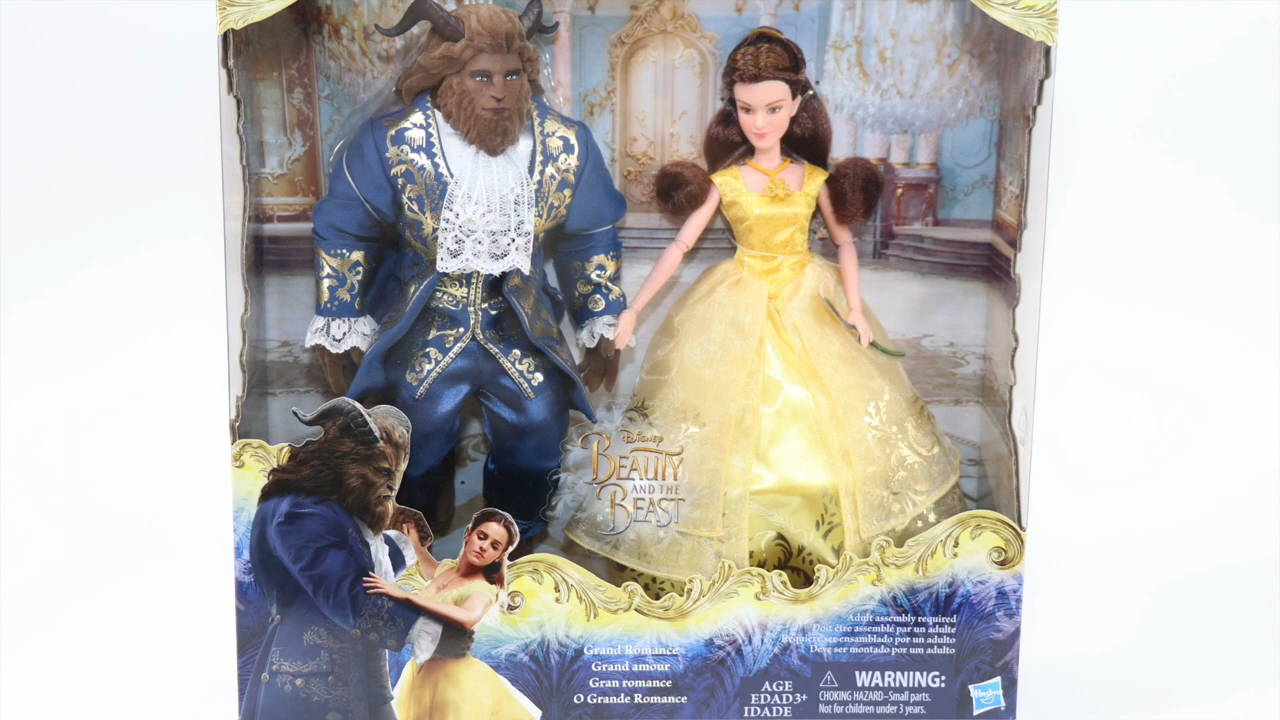 Disney
BEAUTY
AND THE
BEAST
Adult assembly required
Doit être assemblé par un adulte
Requiere ser ensamblado por un adulto
Deve ser montado por um adulto
Grand Romance
Grand amour
Gran romance
O Grande Romance
AGE
EDAD 3+
IDADE
⚠ WARNING:
CHOKING HAZARD–Small parts.
Not for children under 3 years.
Hasbro